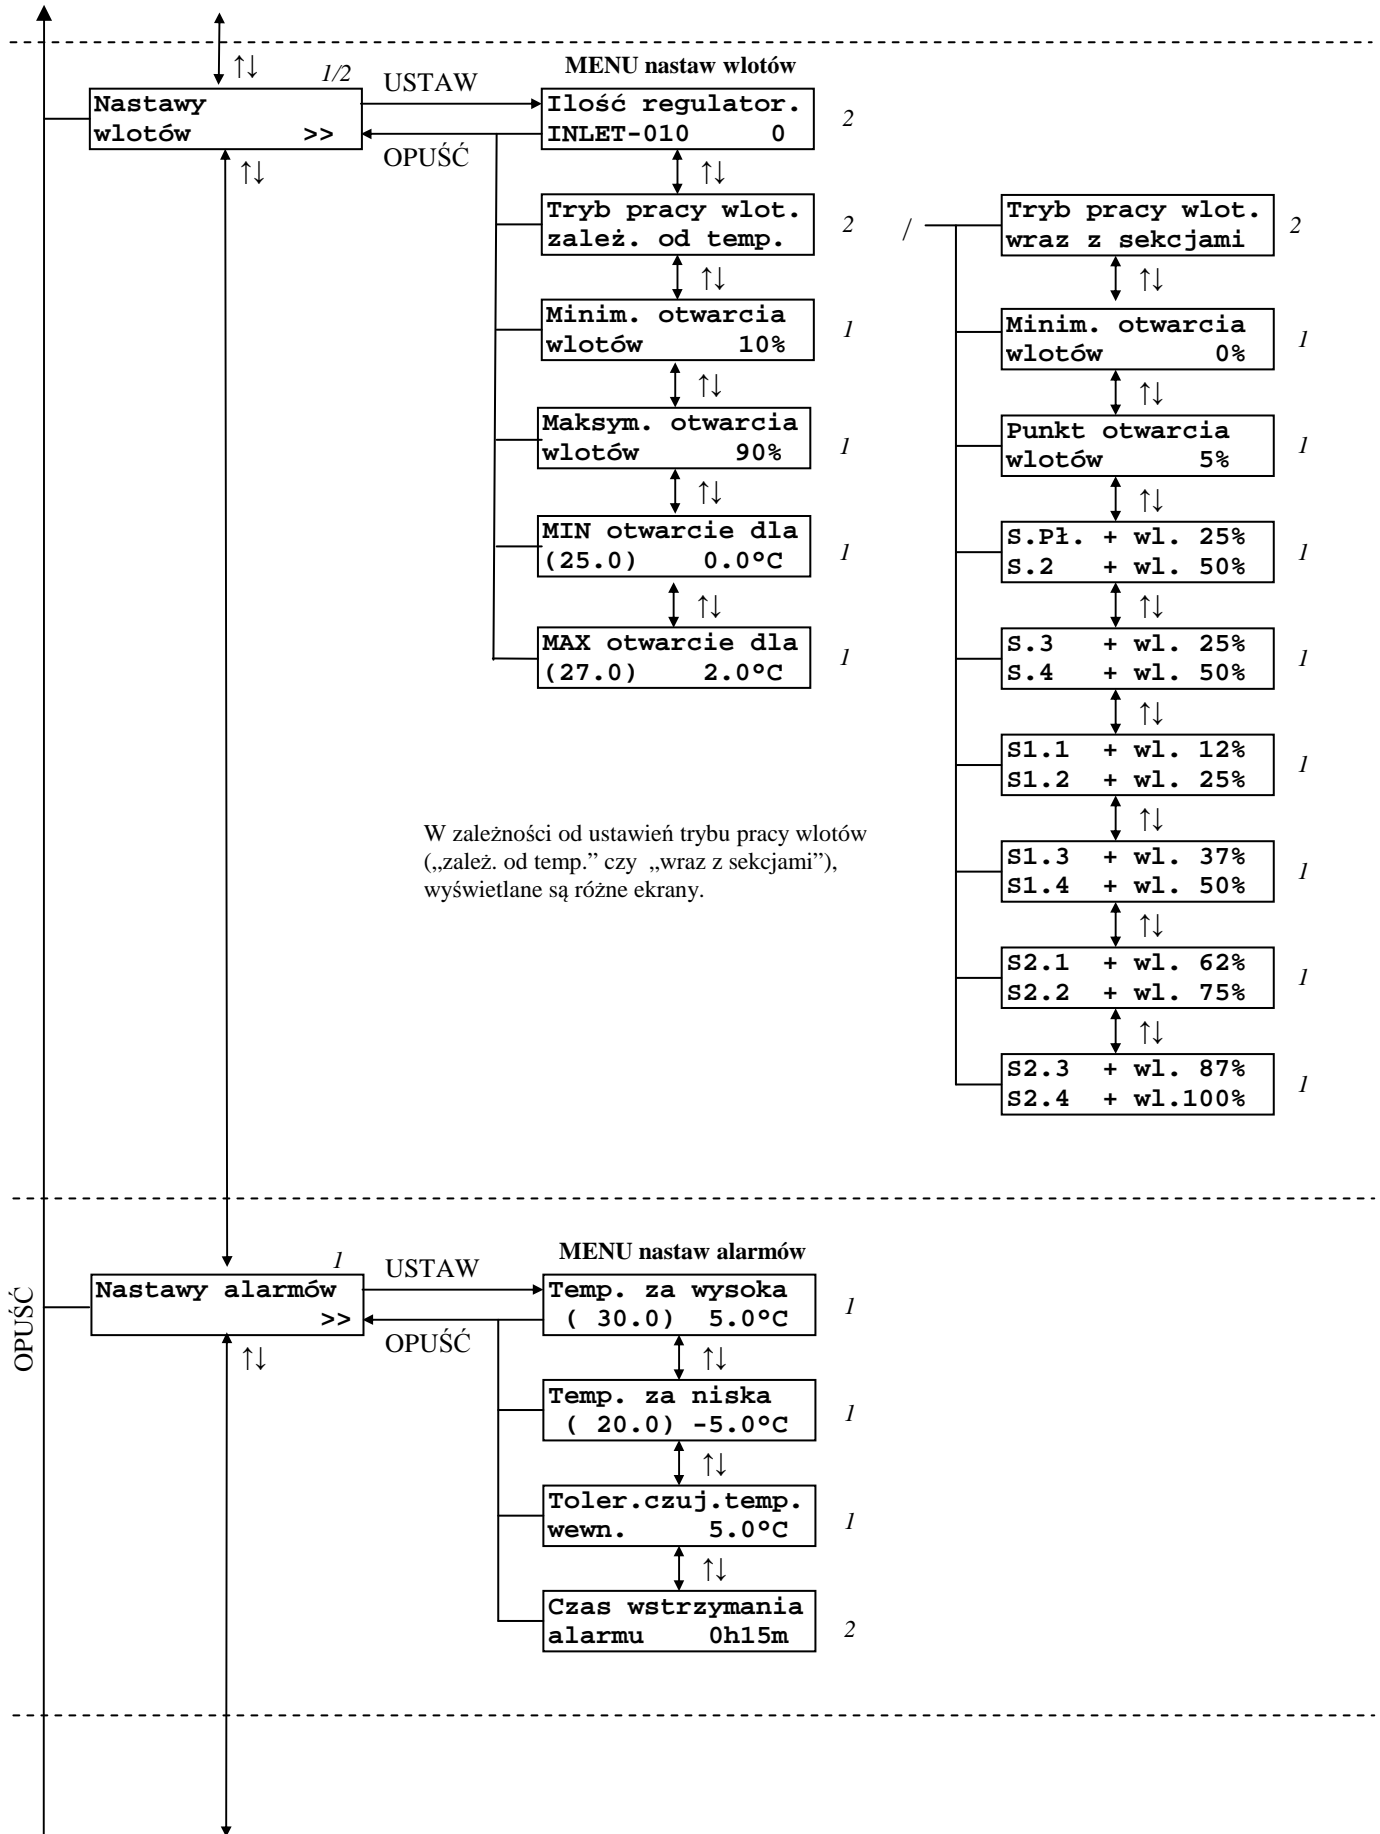 ↑↓
1/2
USTAW
MENU nastaw wlotów
Nastawy
wlotów >>
OPUŚĆ
↑↓
Ilość regulator.
INLET-010 0
2
↑↓
Tryb pracy wlot.
zależ. od temp.
2
↑↓
Minim. otwarcia
wlotów 10%
1
↑↓
Maksym. otwarcia
wlotów 90%
1
↑↓
MIN otwarcie dla
(25.0) 0.0°C
1
↑↓
MAX otwarcie dla
(27.0) 2.0°C
1
/
Tryb pracy wlot.
wraz z sekcjami
2
↑↓
Minim. otwarcia
wlotów 0%
1
↑↓
Punkt otwarcia
wlotów 5%
1
↑↓
S.Pł. + wl. 25%
S.2 + wl. 50%
1
↑↓
S.3 + wl. 25%
S.4 + wl. 50%
1
↑↓
S1.1 + wl. 12%
S1.2 + wl. 25%
1
↑↓
S1.3 + wl. 37%
S1.4 + wl. 50%
1
↑↓
S2.1 + wl. 62%
S2.2 + wl. 75%
1
↑↓
S2.3 + wl. 87%
S2.4 + wl.100%
1
W zależności od ustawień trybu pracy wlotów
(„zależ. od temp.” czy „wraz z sekcjami”),
wyświetlane są różne ekrany.
OPUŚĆ
1
USTAW
MENU nastaw alarmów
Nastawy alarmów
>>
OPUŚĆ
↑↓
Temp. za wysoka
( 30.0) 5.0°C
1
↑↓
Temp. za niska
( 20.0) -5.0°C
1
↑↓
Toler.czuj.temp.
wewn. 5.0°C
1
↑↓
Czas wstrzymania
alarmu 0h15m
2